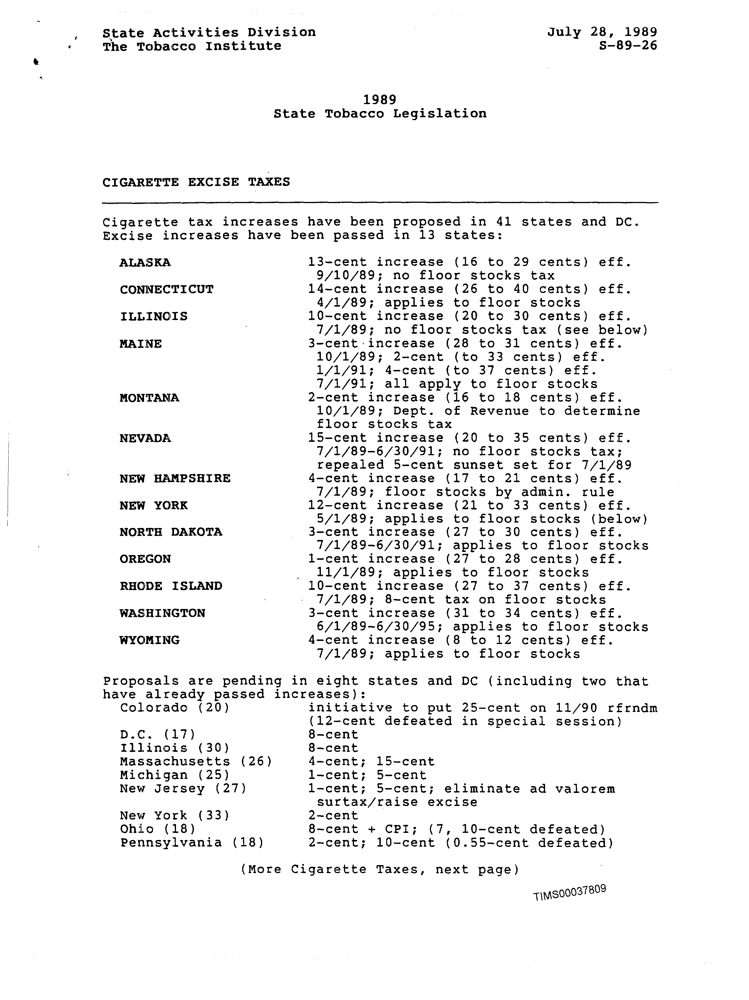 State Activities Division July 28, 1989
The Tobacco Institute S-89-26
1989
State Tobacco Legislation
CIGARETTE EXCISE TAXES
Cigarette tax increases have been proposed in 41 states and DC.
Excise increases have been passed in 13 states:
ALASKA 13-cent increase (16 to 29 cents) eff.
9/10/89; no floor stocks tax
CONNECTICUT 14-cent increase (26 to 40 cents) eff.
4/1/89; applies to floor stocks
ILLINOIS 10-cent increase (20 to 30 cents) eff.
7/1/89; no floor stocks tax (see below)
MAINE 3-cent increase (28 to 31 cents) eff.
10/1/89; 2-cent (to 33 cents) eff.
1/1/91; 4-cent (to 37 cents) eff.
7/1/91; all apply to floor stocks
MONTANA 2-cent increase (16 to 18 cents) eff.
10/1/89; Dept. of Revenue to determine
floor stocks tax
NEVADA 15-cent increase (20 to 35 cents) eff.
7/1/89-6/30/91; no floor stocks tax;
repealed 5-cent sunset set for 7/1/89
NEW HAMPSHIRE 4-cent increase (17 to 21 cents) eff.
7/1/89; floor stocks by admin. rule
NEW YORK 12-cent increase (21 to 33 cents) eff.
5/1/89; applies to floor stocks (below)
NORTH DAKOTA 3-cent increase (27 to 30 cents) eff.
7/1/89-6/30/91; applies to floor stocks
OREGON 1-cent increase (27 to 28 cents) eff.
11/1/89; applies to floor stocks
RHODE ISLAND 10-cent increase (27 to 37 cents) eff.
7/1/89; 8-cent tax on floor stocks
WASHINGTON 3-cent increase (31 to 34 cents) eff.
6/1/89-6/30/95; applies to floor stocks
WYOMING 4-cent increase (8 to 12 cents) eff.
7/1/89; applies to floor stocks
Proposals are pending in eight states and DC (including two that
have already passed increases):
Colorado (20) initiative to put 25-cent on 11/90 rfrndm
(12-cent defeated in special session)
D.C. (17) 8-cent
Illinois (30) 8-cent
Massachusetts (26) 4-cent; 15-cent
Michigan (25) 1-cent; 5-cent
New Jersey (27) 1-cent; 5-cent; eliminate ad valorem
surtax/raise excise
New York (33) 2-cent
Ohio (18) 8-cent + CPI; (7, 10-cent defeated)
Pennsylvania (18) 2-cent; 10-cent (0.55-cent defeated)
(More Cigarette Taxes, next page)
TIMS00037809